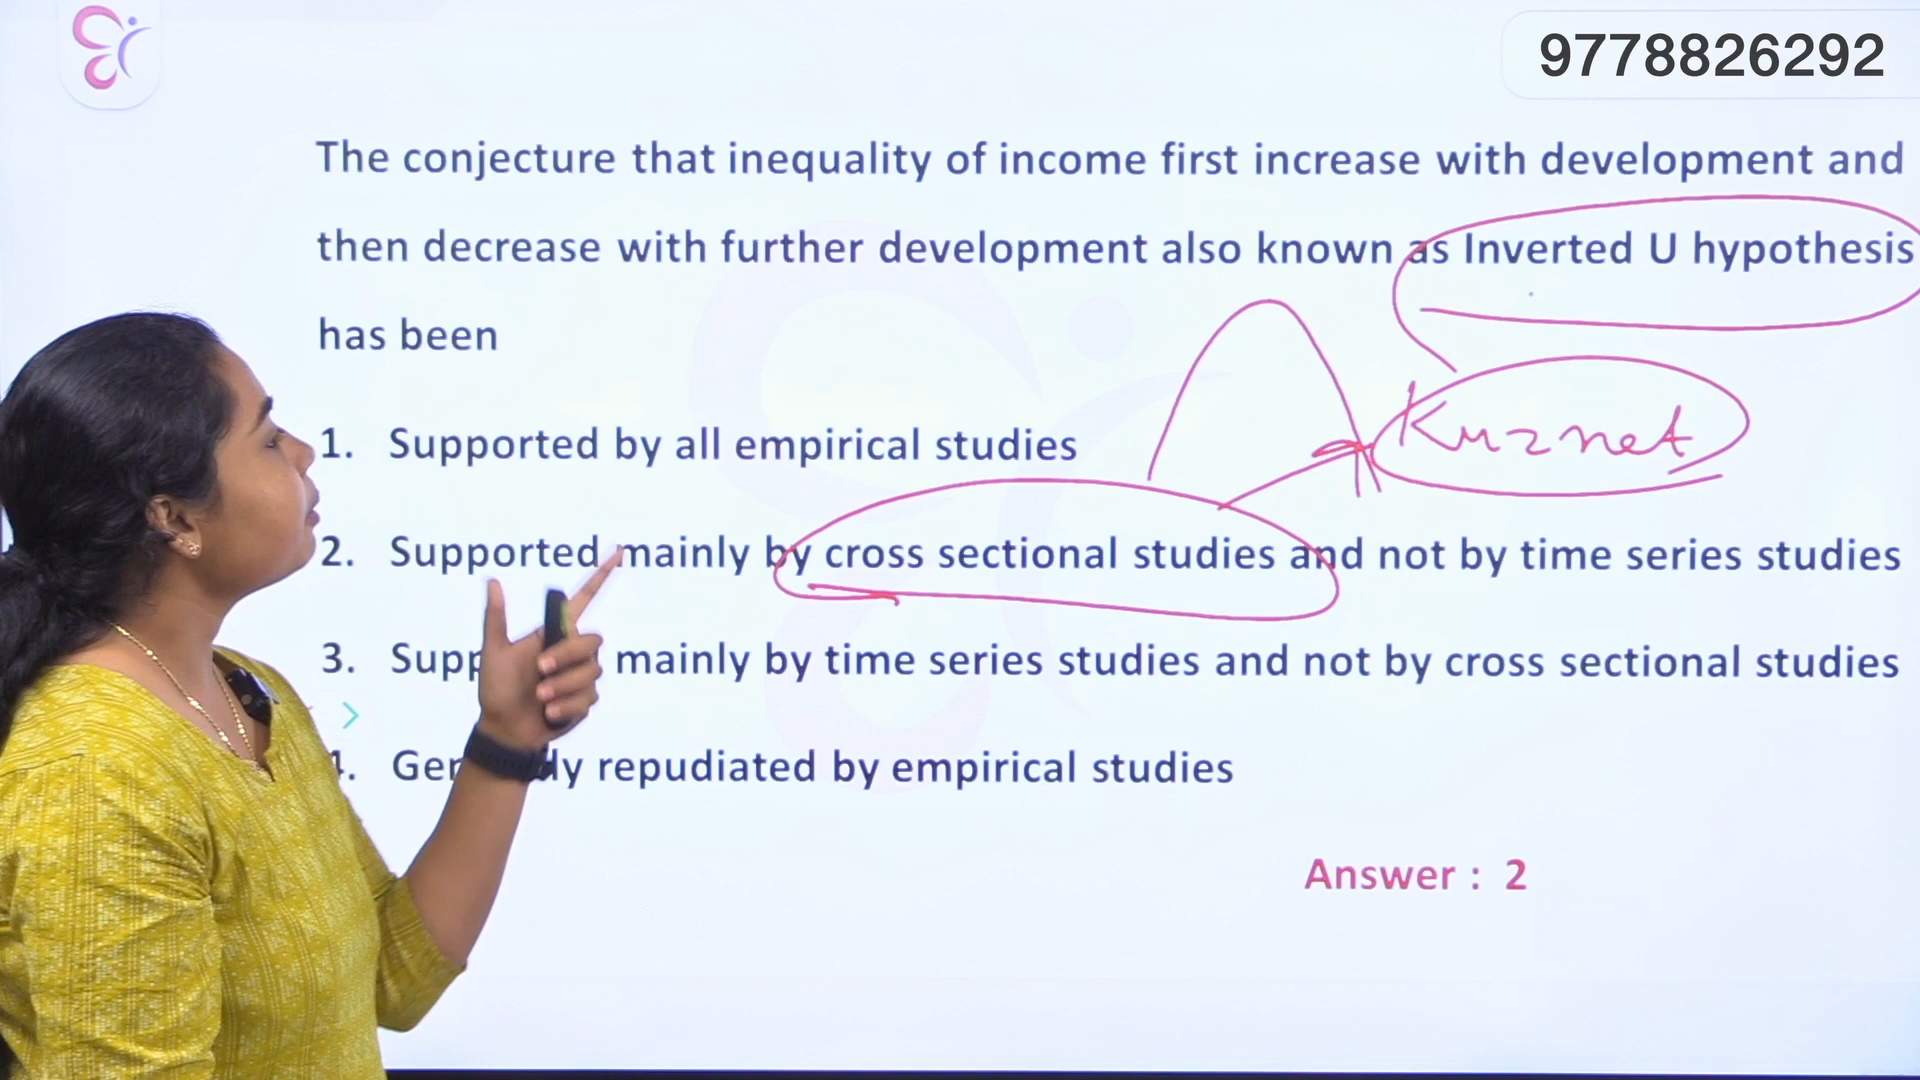 9778826292
The conjecture that inequality of income first increase with development and
then decrease with further development also known as Inverted U hypothesis
has been
Kuznet
1. Supported by all empirical studies
2. Supported mainly by cross sectional studies and not by time series studies
3. mainly by time series studies and not by cross sectional studies
repudiated by empirical studies
Answer : 2